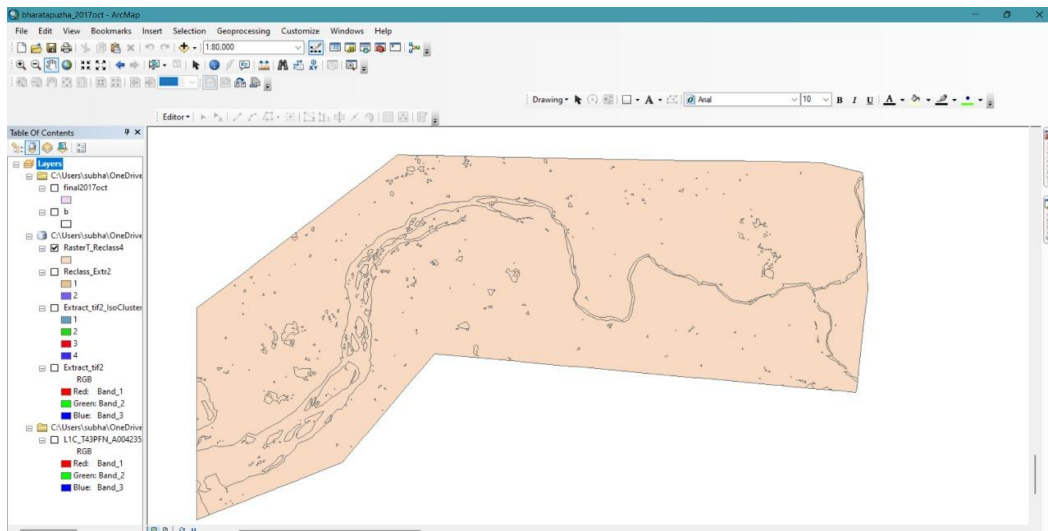 bharatapuzha_2017oct - ArcMap
File Edit View Bookmarks Insert Selection Geoprocessing Customize Windows Help
1:80,000
Drawing A Arial 10 B I U A
Editor
Table Of Contents
Layers
C:\Users\subha\OneDrive
final2017oct
b
C:\Users\subha\OneDrive
RasterT_Reclass4
Reclass_Extr2
1
2
Extract_tif2_IsoCluster
1
2
3
4
Extract_tif2
RGB
Red: Band_1
Green: Band_2
Blue: Band_3
C:\Users\subha\OneDrive
L1C_T43PFN_A004235
RGB
Red: Band_1
Green: Band_2
Blue: Band_3